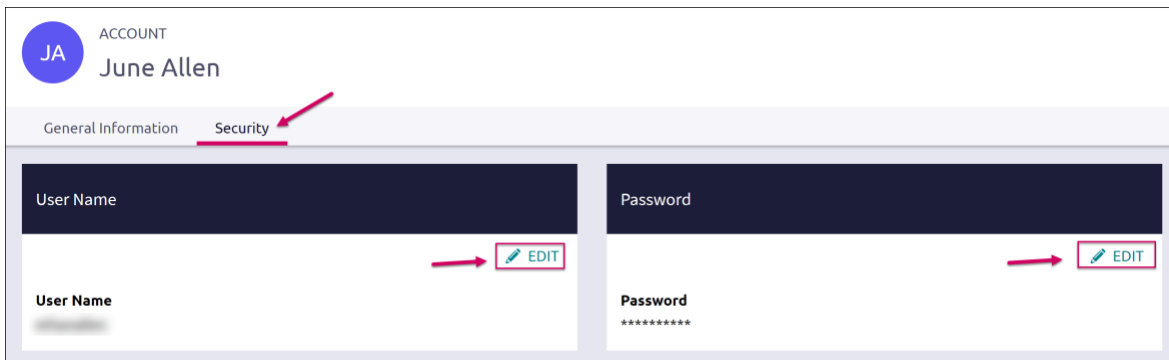 JA
ACCOUNT
June Allen
General Information
Security
User Name
EDIT
User Name
Password
EDIT
Password
**********